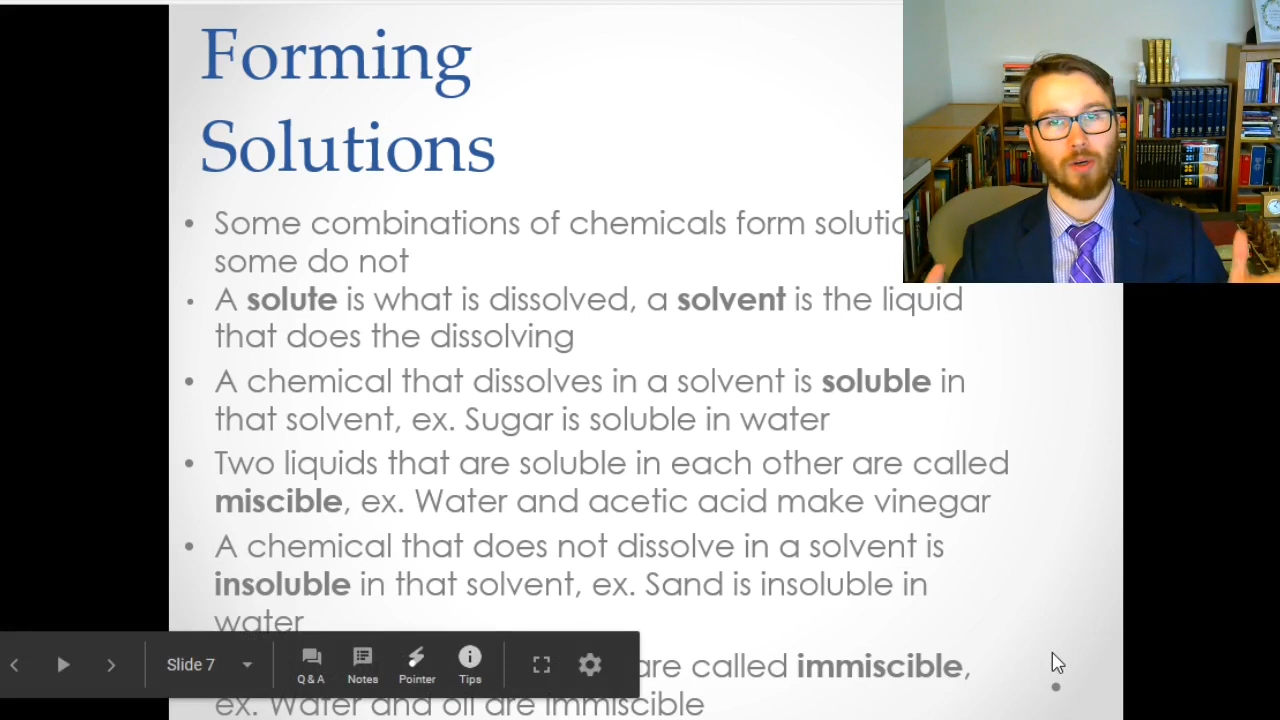 Forming
Solutions
• Some combinations of chemicals form
some do not
• A solute is what is dissolved, a solvent is the liquid
that does the dissolving
• A chemical that dissolves in a solvent is soluble in
that solvent, ex. Sugar is soluble in water
• Two liquids that are soluble in each other are called
miscible, ex. Water and acetic acid make vinegar
• A chemical that does not dissolve in a solvent is
insoluble in that solvent, ex. Sand is insoluble in
water
are called immiscible,
ex. Water and oil are immiscible
Slide 7
Q & A
Notes
Pointer
Tips